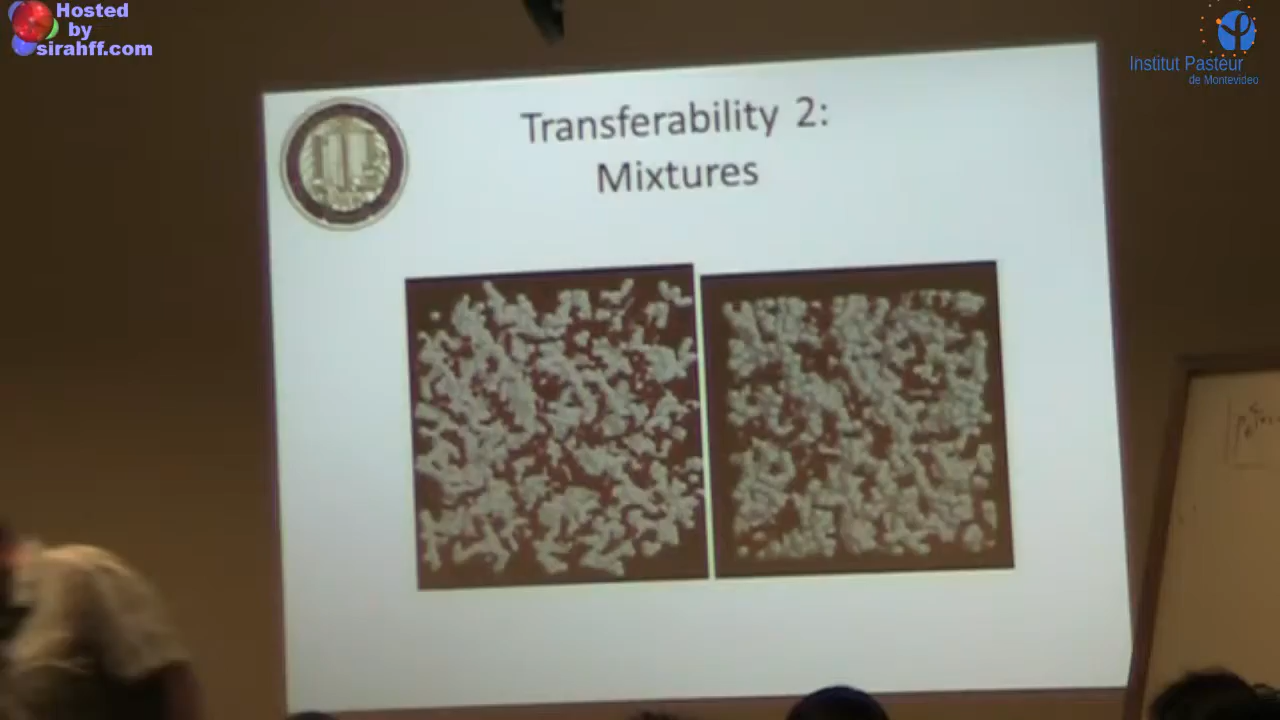 Hosted
by
sirahff.com
Institut Pasteur
de Montevideo
Transferability 2:
Mixtures